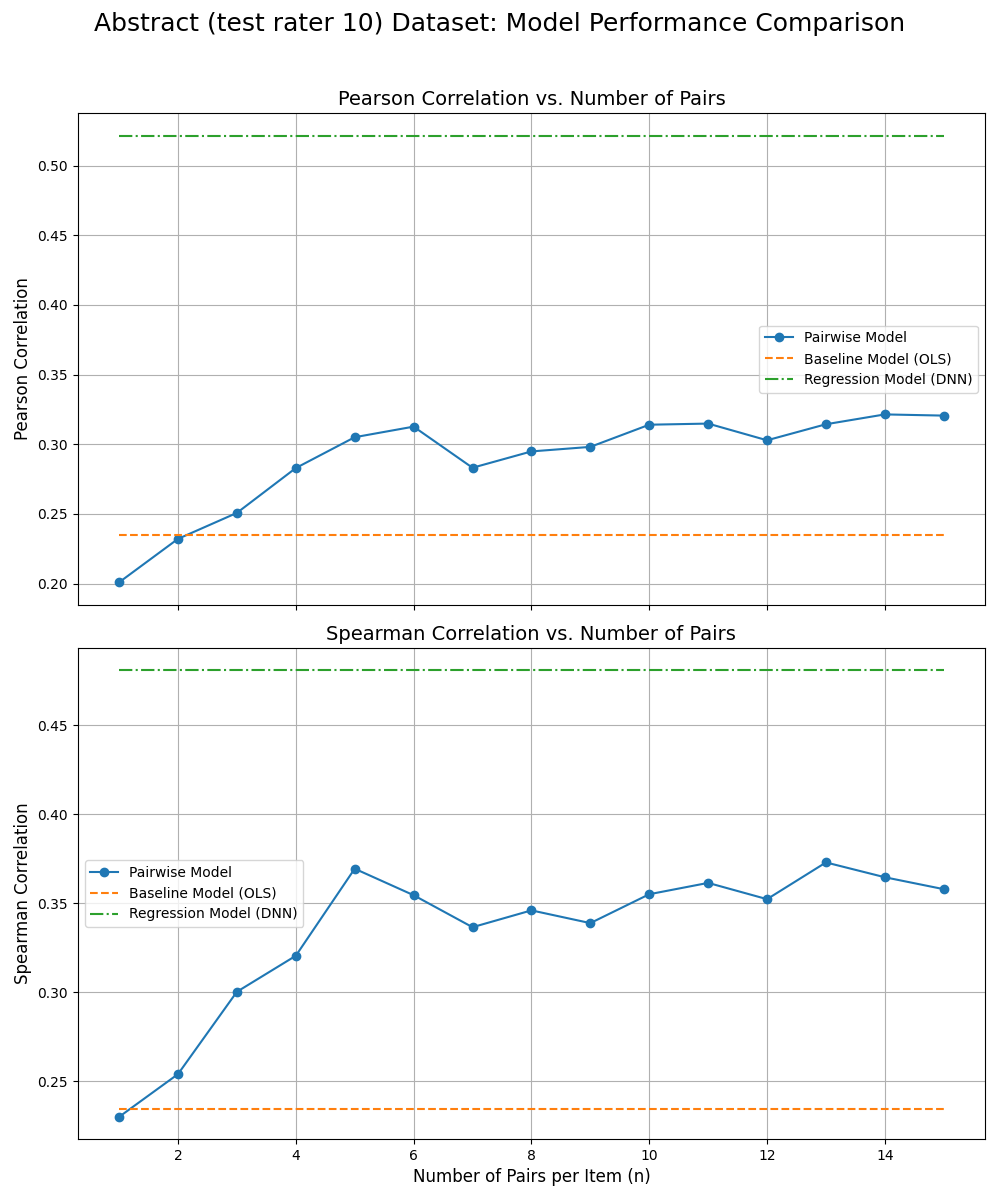 Abstract (test rater 10) Dataset: Model Performance Comparison
Pearson Correlation vs. Number of Pairs
Pearson Correlation
0.50
0.45
0.40
0.35
0.30
0.25
0.20
Pairwise Model
Baseline Model (OLS)
Regression Model (DNN)
Spearman Correlation vs. Number of Pairs
Spearman Correlation
0.45
0.40
0.35
0.30
0.25
Pairwise Model
Baseline Model (OLS)
Regression Model (DNN)
2 4 6 8 10 12 14
Number of Pairs per Item (n)